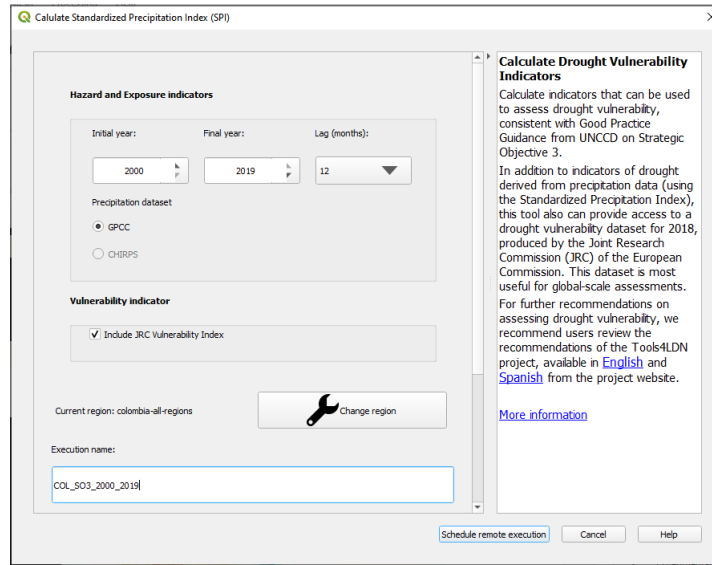 Calulate Standardized Precipitation Index (SPI)
Hazard and Exposure indicators
Initial year:
Final year:
Lag (months):
2000
2019
12
Precipitation dataset
GPCC
CHIRPS
Vulnerability indicator
Include JRC Vulnerability Index
Current region: colombia-all-regions
Change region
Execution name:
COL_SO3_2000_2019
Calculate Drought Vulnerability
Indicators
Calculate indicators that can be used
to assess drought vulnerability,
consistent with Good Practice
Guidance from UNCCD on Strategic
Objective 3.
In addition to indicators of drought
derived from precipitation data (using
the Standardized Precipitation Index),
this tool also can provide access to a
drought vulnerability dataset for 2018,
produced by the Joint Research
Commission (JRC) of the European
Commission. This dataset is most
useful for global-scale assessments.
For further recommendations on
assessing drought vulnerability, we
recommend users review the
recommendations of the Tools4LDN
project, available in English and
Spanish from the project website.
More information
Schedule remote execution
Cancel
Help